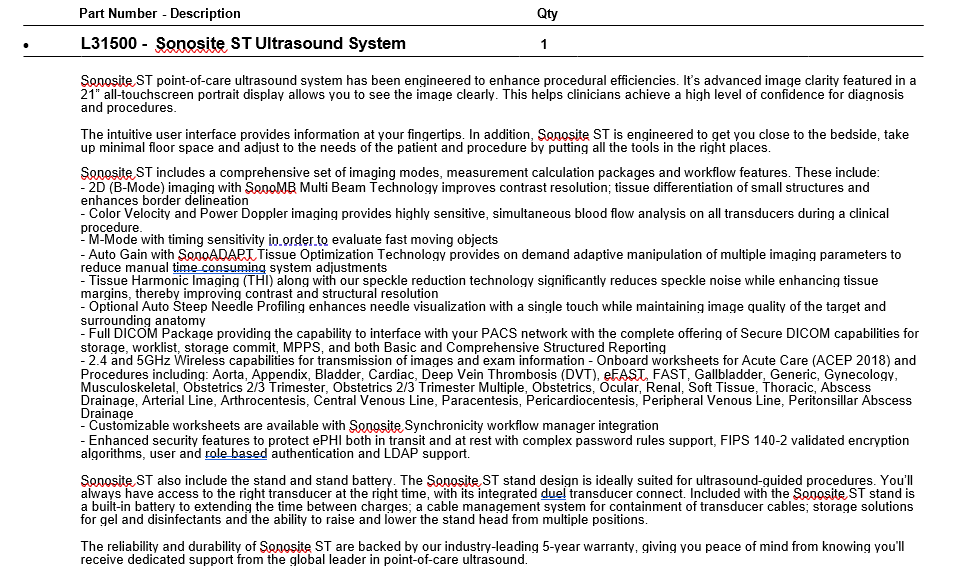 Part Number - Description Qty
• L31500 - Sonosite ST Ultrasound System 1
Sonosite ST point-of-care ultrasound system has been engineered to enhance procedural efficiencies. It's advanced image clarity featured in a
21" all-touchscreen portrait display allows you to see the image clearly. This helps clinicians achieve a high level of confidence for diagnosis
and procedures.
The intuitive user interface provides information at your fingertips. In addition, Sonosite ST is engineered to get you close to the bedside, take
up minimal floor space and adjust to the needs of the patient and procedure by putting all the tools in the right places.
Sonosite ST includes a comprehensive set of imaging modes, measurement calculation packages and workflow features. These include:
- 2D (B-Mode) imaging with SonoMB Multi Beam Technology improves contrast resolution; tissue differentiation of small structures and
enhances border delineation
- Color Velocity and Power Doppler imaging provides highly sensitive, simultaneous blood flow analysis on all transducers during a clinical
procedure.
- M-Mode with timing sensitivity in order to evaluate fast moving objects
- Auto Gain with SonoADAPT Tissue Optimization Technology provides on demand adaptive manipulation of multiple imaging parameters to
reduce manual time consuming system adjustments
- Tissue Harmonic Imaging (THI) along with our speckle reduction technology significantly reduces speckle noise while enhancing tissue
margins, thereby improving contrast and structural resolution
- Optional Auto Steep Needle Profiling enhances needle visualization with a single touch while maintaining image quality of the target and
surrounding anatomy
- Full DICOM Package providing the capability to interface with your PACS network with the complete offering of Secure DICOM capabilities for
storage, worklist, storage commit, MPPS, and both Basic and Comprehensive Structured Reporting
- 2.4 and 5GHz Wireless capabilities for transmission of images and exam information - Onboard worksheets for Acute Care (ACEP 2018) and
Procedures including: Aorta, Appendix, Bladder, Cardiac, Deep Vein Thrombosis (DVT), eFAST, FAST, Gallbladder, Generic, Gynecology,
Musculoskeletal, Obstetrics 2/3 Trimester, Obstetrics 2/3 Trimester Multiple, Obstetrics, Ocular, Renal, Soft Tissue, Thoracic, Abscess
Drainage, Arterial Line, Arthrocentesis, Central Venous Line, Paracentesis, Pericardiocentesis, Peripheral Venous Line, Peritonsillar Abscess
Drainage
- Customizable worksheets are available with Sonosite Synchronicity workflow manager integration
- Enhanced security features to protect ePHI both in transit and at rest with complex password rules support, FIPS 140-2 validated encryption
algorithms, user and role based authentication and LDAP support.
Sonosite ST also include the stand and stand battery. The Sonosite ST stand design is ideally suited for ultrasound-guided procedures. You'll
always have access to the right transducer at the right time, with its integrated duel transducer connect. Included with the Sonosite ST stand is
a built-in battery to extending the time between charges; a cable management system for containment of transducer cables; storage solutions
for gel and disinfectants and the ability to raise and lower the stand head from multiple positions.
The reliability and durability of Sonosite ST are backed by our industry-leading 5-year warranty, giving you peace of mind from knowing you'll
receive dedicated support from the global leader in point-of-care ultrasound.